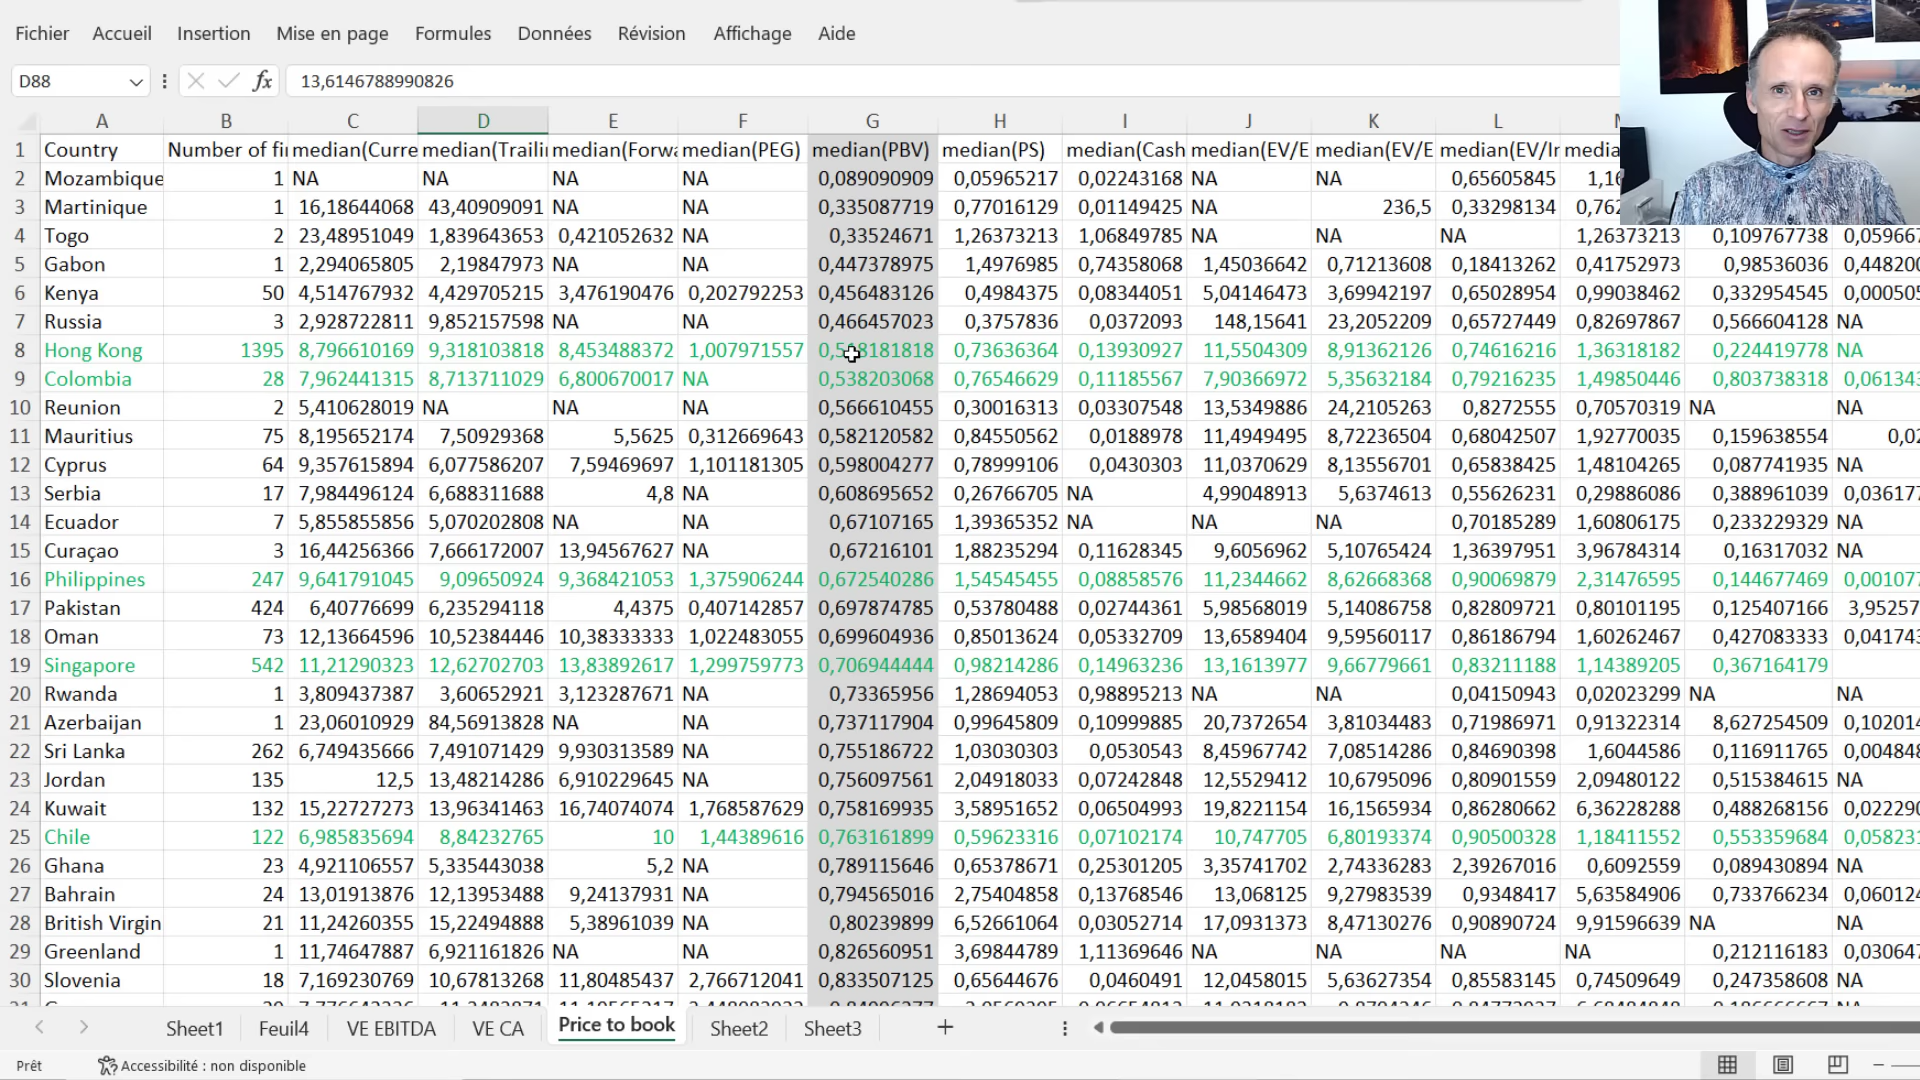 Fichier Accueil Insertion Mise en page Formules Données Révision Affichage Aide
D88 fx 13,6146788990826
A B C D E F G H I J K L
1 Country Number of fir median(Curre median(Trailin median(Forwa median(PEG) median(PBV) median(PS) median(Cash median(EV/E median(EV/E median(EV/In media
2 Mozambique 1 NA NA NA NA 0,089090909 0,05965217 0,02243168 NA NA 0,65605845 1,16
3 Martinique 1 16,18644068 43,40909091 NA NA 0,335087719 0,77016129 0,01149425 NA 236,5 0,33298134 0,762
4 Togo 2 23,48951049 1,839643653 0,421052632 NA 0,33524671 1,26373213 1,06849785 NA NA NA 1,26373213 0,109767738 0,059667
5 Gabon 1 2,294065805 2,19847973 NA NA 0,447378975 1,4976985 0,74358068 1,45036642 0,71213608 0,18413262 0,41752973 0,98536036 0,448200
6 Kenya 50 4,514767932 4,429705215 3,476190476 0,202792253 0,456483126 0,4984375 0,08344051 5,04146473 3,69942197 0,65028954 0,99038462 0,332954545 0,000505
7 Russia 3 2,928722811 9,852157598 NA NA 0,466457023 0,3757836 0,0372093 148,15641 23,2052209 0,65727449 0,82697867 0,566604128 NA
8 Hong Kong 1395 8,796610169 9,318103818 8,453488372 1,007971557 0,73636364 0,13930927 11,5504309 8,91362126 0,74616216 1,36318182 0,224419778 NA
9 Colombia 28 7,962441315 8,713711029 6,800670017 NA 0,538203068 0,76546629 0,11185567 7,90366972 5,35632184 0,79216235 1,49850446 0,803738318 0,061343
10 Reunion 2 5,410628019 NA NA NA 0,566610455 0,30016313 0,03307548 13,5349886 24,2105263 0,8272555 0,70570319 NA NA
11 Mauritius 75 8,195652174 7,50929368 5,5625 0,312669643 0,582120582 0,84550562 0,0188978 11,4949495 8,72236504 0,68042507 1,92770035 0,159638554 0,02
12 Cyprus 64 9,357615894 6,077586207 7,59469697 1,101181305 0,598004277 0,78999106 0,0430303 11,0370629 8,13556701 0,65838425 1,48104265 0,087741935 NA
13 Serbia 17 7,984496124 6,688311688 4,8 NA 0,608695652 0,26766705 NA 4,99048913 5,6374613 0,55626231 0,29886086 0,388961039 0,036177
14 Ecuador 7 5,855855856 5,070202808 NA NA 0,67107165 1,39365352 NA NA NA 0,70185289 1,60806175 0,233229329 NA
15 Curaçao 3 16,44256366 7,666172007 13,94567627 NA 0,67216101 1,88235294 0,11628345 9,6056962 5,10765424 1,36397951 3,96784314 0,16317032 NA
16 Philippines 247 9,641791045 9,09650924 9,368421053 1,375906244 0,672540286 1,54545455 0,08858576 11,2344662 8,62668368 0,90069879 2,31476595 0,144677469 0,001077
17 Pakistan 424 6,40776699 6,235294118 4,4375 0,407142857 0,697874785 0,53780488 0,02744361 5,98568019 5,14086758 0,82809721 0,80101195 0,125407166 3,95257
18 Oman 73 12,13664596 10,52384446 10,38333333 1,022483055 0,699604936 0,85013624 0,05332709 13,6589404 9,59560117 0,86186794 1,60262467 0,427083333 0,041743
19 Singapore 542 11,21290323 12,62702703 13,83892617 1,299759773 0,706944444 0,98214286 0,14963236 13,1613977 9,66779661 0,83211188 1,14389205 0,367164179
20 Rwanda 1 3,809437387 3,60652921 3,123287671 NA 0,73365956 1,28694053 0,98895213 NA NA 0,04150943 0,02023299 NA NA
21 Azerbaijan 1 23,06010929 84,56913828 NA NA 0,737117904 0,99645809 0,10999885 20,7372654 3,81034483 0,71986971 0,91322314 8,627254509 0,102014
22 Sri Lanka 262 6,749435666 7,491071429 9,930313589 NA 0,755186722 1,03030303 0,0530543 8,45967742 7,08514286 0,84690398 1,6044586 0,116911765 0,004848
23 Jordan 135 12,5 13,48214286 6,910229645 NA 0,756097561 2,04918033 0,07242848 12,5529412 10,6795096 0,80901559 2,09480122 0,515384615 NA
24 Kuwait 132 15,22727273 13,96341463 16,74074074 1,768587629 0,758169935 3,58951652 0,06504993 19,8221154 16,1565934 0,86280662 6,36228288 0,488268156 0,022290
25 Chile 122 6,985835694 8,84232765 10 1,44389616 0,763161899 0,59623316 0,07102174 10,747705 6,80193374 0,90500328 1,18411552 0,553359684 0,058231
26 Ghana 23 4,921106557 5,335443038 5,2 NA 0,789115646 0,65378671 0,25301205 3,35741702 2,74336283 2,39267016 0,6092559 0,089430894 NA
27 Bahrain 24 13,01913876 12,13953488 9,24137931 NA 0,794565016 2,75404858 0,13768546 13,068125 9,27983539 0,9348417 5,63584906 0,733766234 0,060124
28 British Virgin 21 11,24260355 15,22494888 5,38961039 NA 0,80239899 6,52661064 0,03052714 17,0931373 8,47130276 0,90890724 9,91596639 NA NA
29 Greenland 1 11,74647887 6,921161826 NA NA 0,826560951 3,69844789 1,11369646 NA NA NA NA 0,212116183 0,030647
30 Slovenia 18 7,169230769 10,67813268 11,80485437 2,766712041 0,833507125 0,65644676 0,0460491 12,0458015 5,63627354 0,85583145 0,74509649 0,247358608 NA
Sheet1 Feuil4 VE EBITDA VE CA Price to book Sheet2 Sheet3
Prêt Accessibilité : non disponible